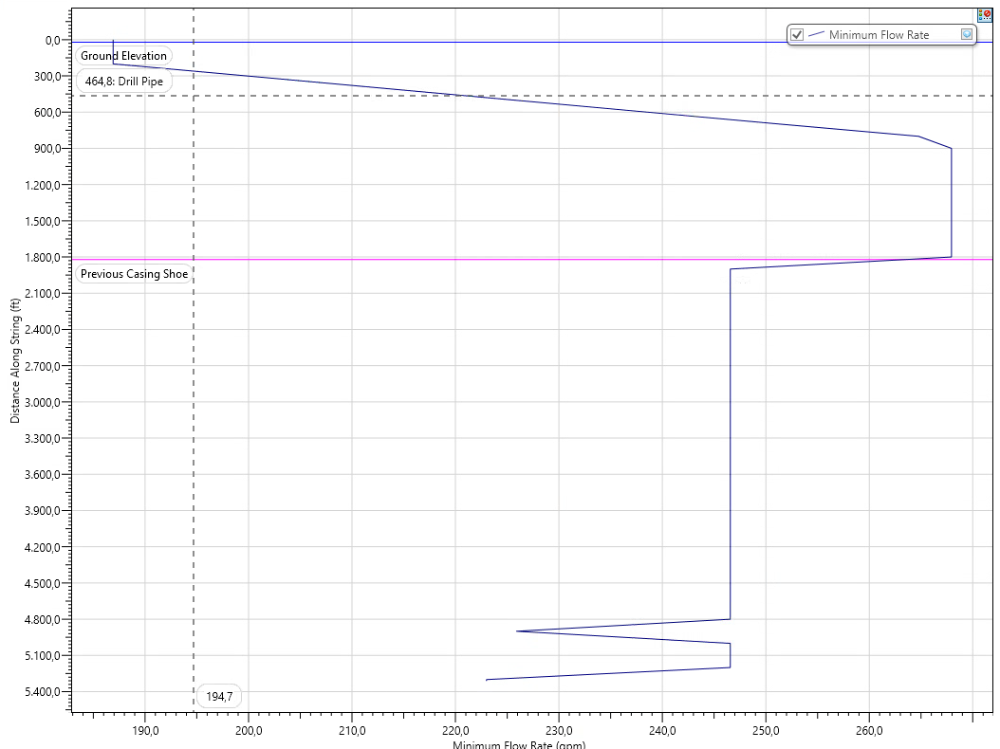 Minimum Flow Rate
Ground Elevation
464,8: Drill Pipe
Previous Casing Shoe
194,7
Distance Along String (ft)
0,0
300,0
600,0
900,0
1.200,0
1.500,0
1.800,0
2.100,0
2.400,0
2.700,0
3.000,0
3.300,0
3.600,0
3.900,0
4.200,0
4.500,0
4.800,0
5.100,0
5.400,0
190,0 200,0 210,0 220,0 230,0 240,0 250,0 260,0
Minimum Flow Rate (gpm)